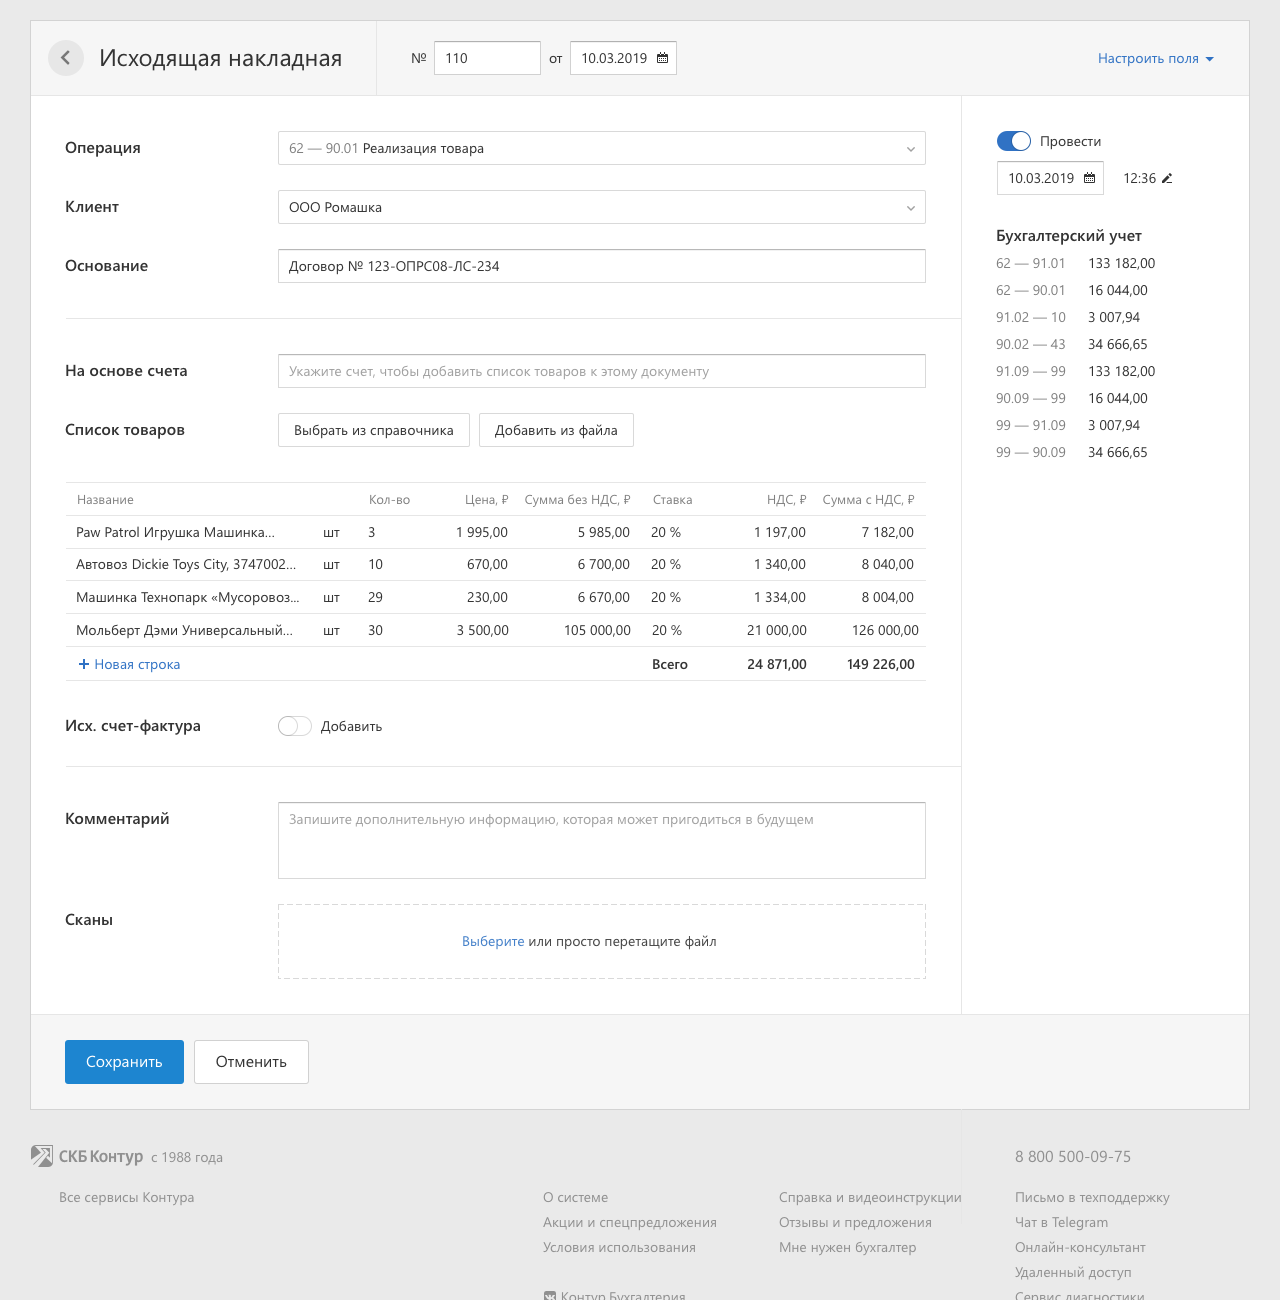 Исходящая накладная
№ 110 от 10.03.2019
Настроить поля
Операция
62 — 90.01 Реализация товара
Клиент
ООО Ромашка
Основание
Договор № 123-ОПРС08-ЛС-234
На основе счета
Укажите счет, чтобы добавить список товаров к этому документу
Список товаров
Выбрать из справочника
Добавить из файла
Название Кол-во Цена, ₽ Сумма без НДС, ₽ Ставка НДС, ₽ Сумма с НДС, ₽
Paw Patrol Игрушка Машинка... шт 3 1 995,00 5 985,00 20 % 1 197,00 7 182,00
Автовоз Dickie Toys City, 3747002... шт 10 670,00 6 700,00 20 % 1 340,00 8 040,00
Машинка Технопарк «Мусоровоз... шт 29 230,00 6 670,00 20 % 1 334,00 8 004,00
Мольберт Дэми Универсальный... шт 30 3 500,00 105 000,00 20 % 21 000,00 126 000,00
+ Новая строка Всего 24 871,00 149 226,00
Исх. счет-фактура
Добавить
Комментарий
Запишите дополнительную информацию, которая может пригодиться в будущем
Сканы
Выберите или просто перетащите файл
Провести
10.03.2019 12:36
Бухгалтерский учет
62 — 91.01 133 182,00
62 — 90.01 16 044,00
91.02 — 10 3 007,94
90.02 — 43 34 666,65
91.09 — 99 133 182,00
90.09 — 99 16 044,00
99 — 91.09 3 007,94
99 — 90.09 34 666,65
Сохранить
Отменить
СКБ Контур с 1988 года
Все сервисы Контура
О системе
Акции и спецпредложения
Условия использования
Контур.Бухгалтерия
Справка и видеоинструкции
Отзывы и предложения
Мне нужен бухгалтер
8 800 500-09-75
Письмо в техподдержку
Чат в Telegram
Онлайн-консультант
Удаленный доступ
Сервис диагностики